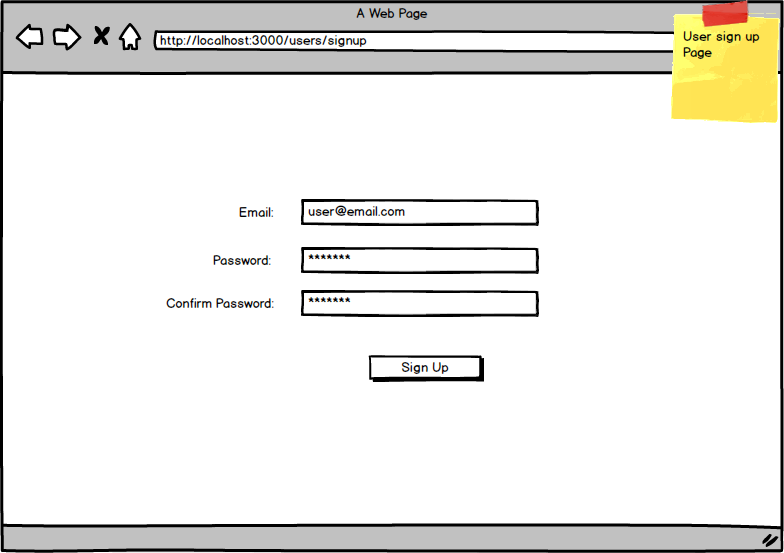 A Web Page
http://localhost:3000/users/signup
User sign up
Page
Email:
user@email.com
Password:
*******
Confirm Password:
*******
Sign Up